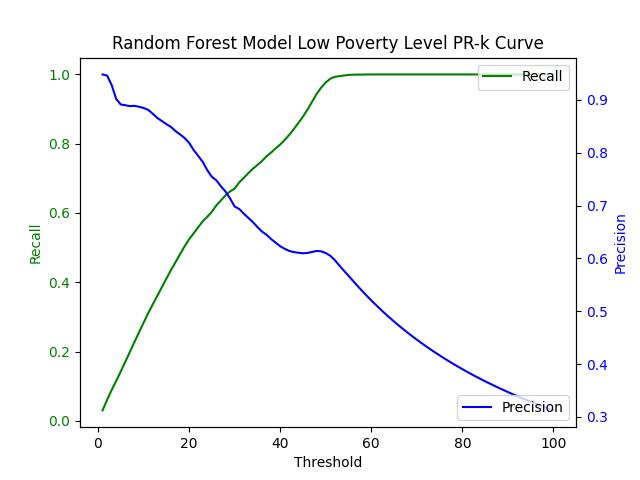 Random Forest Model Low Poverty Level PR-k Curve
1.0
0.8
0.6
0.4
0.2
0.0
Recall
0.9
0.8
0.7
0.6
0.5
0.4
0.3
Precision
Recall
Precision
0 20 40 60 80 100
Threshold